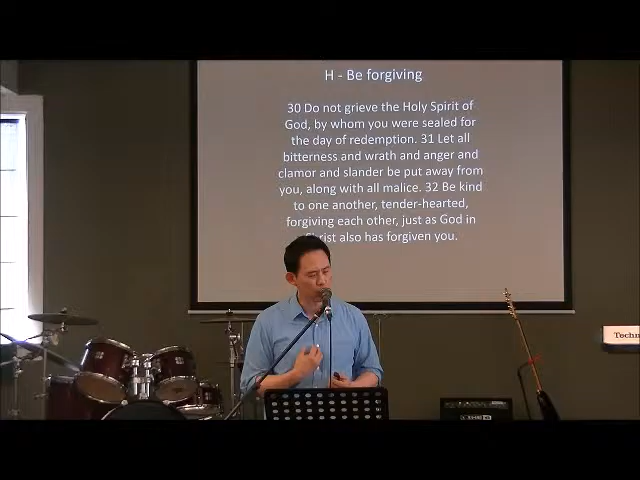 H - Be forgiving
30 Do not grieve the Holy Spirit of
God, by whom you were sealed for
the day of redemption. 31 Let all
bitterness and wrath and anger and
clamor and slander be put away from
you, along with all malice. 32 Be kind
to one another, tender-hearted,
forgiving each other, just as God in
Christ also has forgiven you.
Techn